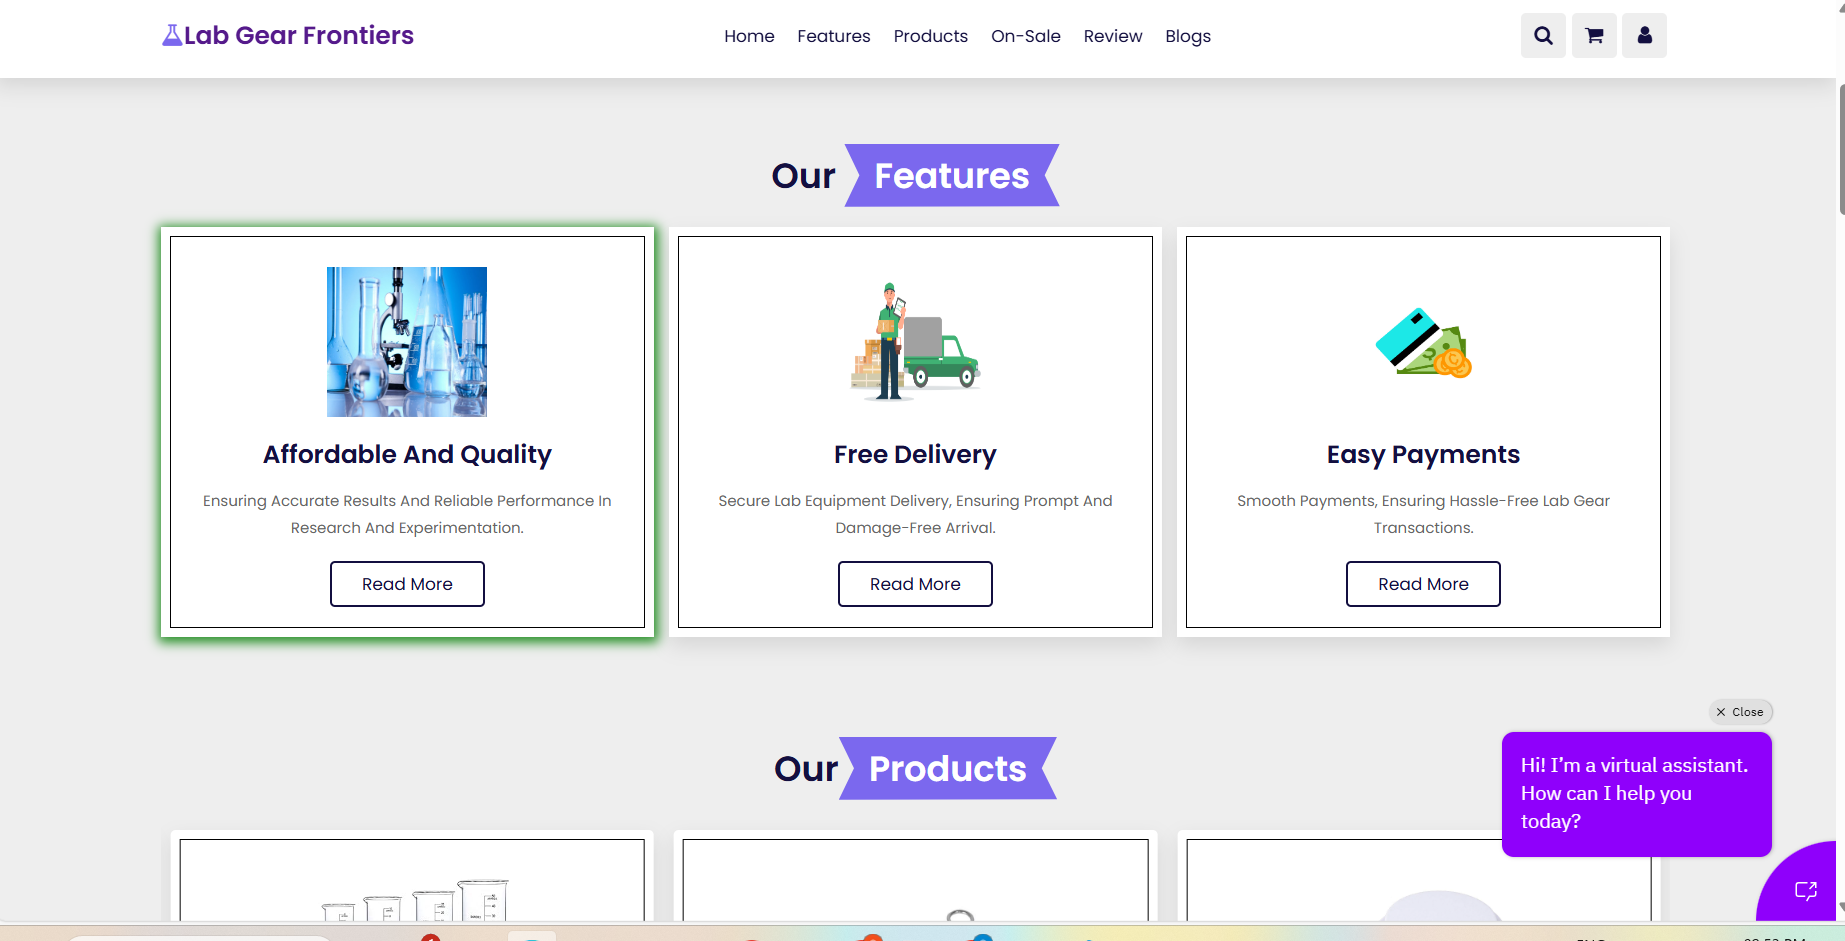 Lab Gear Frontiers
Home Features Products On-Sale Review Blogs
Our Features
Affordable And Quality
Ensuring Accurate Results And Reliable Performance In
Research And Experimentation.
Read More
Free Delivery
Secure Lab Equipment Delivery, Ensuring Prompt And
Damage-Free Arrival.
Read More
Easy Payments
Smooth Payments, Ensuring Hassle-Free Lab Gear
Transactions.
Read More
Our Products
Close
Hi! I'm a virtual assistant.
How can I help you
today?